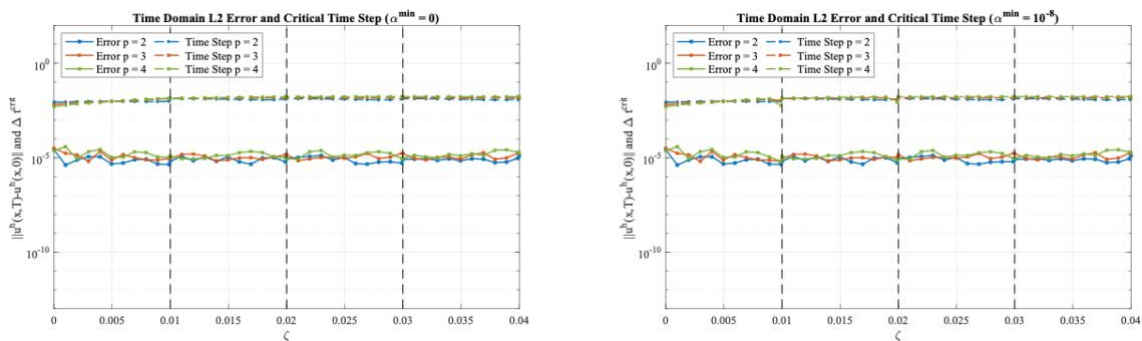 Time Domain L2 Error and Critical Time Step (α^min = 0)
Error p = 2
Error p = 3
Error p = 4
Time Step p = 2
Time Step p = 3
Time Step p = 4
||u^h(x,T)-u^h(x,0)|| and Δ t^crit
10^0
10^-5
10^-10
0 0.005 0.01 0.015 0.02 0.025 0.03 0.035 0.04
ζ
Time Domain L2 Error and Critical Time Step (α^min = 10^-8)
Error p = 2
Error p = 3
Error p = 4
Time Step p = 2
Time Step p = 3
Time Step p = 4
||u^h(x,T)-u^h(x,0)|| and Δ t^crit
10^0
10^-5
10^-10
0 0.005 0.01 0.015 0.02 0.025 0.03 0.035 0.04
ζ